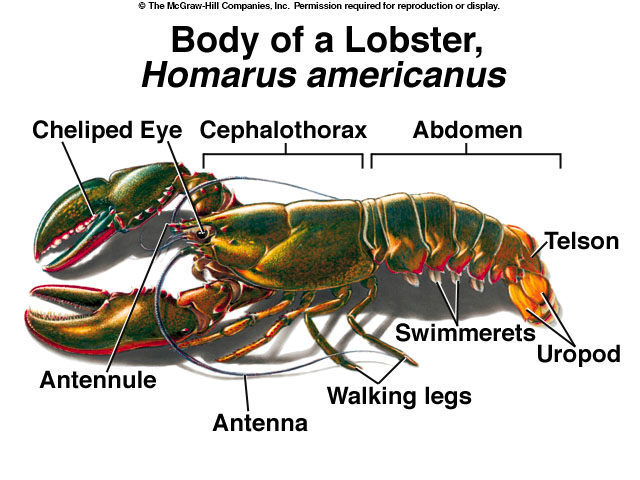 © The McGraw-Hill Companies, Inc. Permission required for reproduction or display.
Body of a Lobster,
Homarus americanus
Cheliped Eye Cephalothorax Abdomen
Telson
Swimmerets
Uropod
Antennule
Walking legs
Antenna